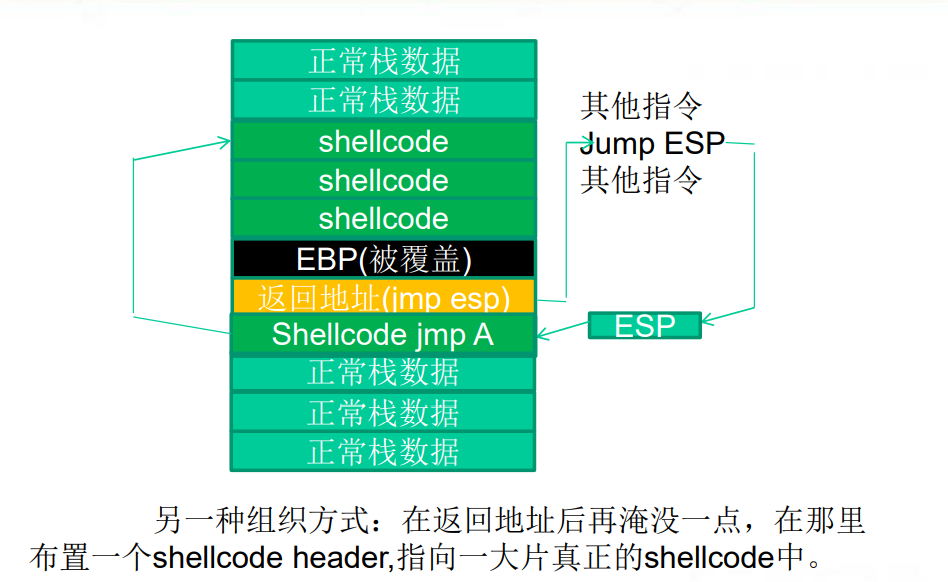 正常栈数据
正常栈数据
shellcode
shellcode
shellcode
EBP(被覆盖)
返回地址(jmp esp)
Shellcode jmp A
正常栈数据
正常栈数据
正常栈数据
其他指令
Jump ESP
其他指令
ESP
另一种组织方式：在返回地址后再淹没一点，在那里
布置一个shellcode header,指向一大片真正的shellcode中。